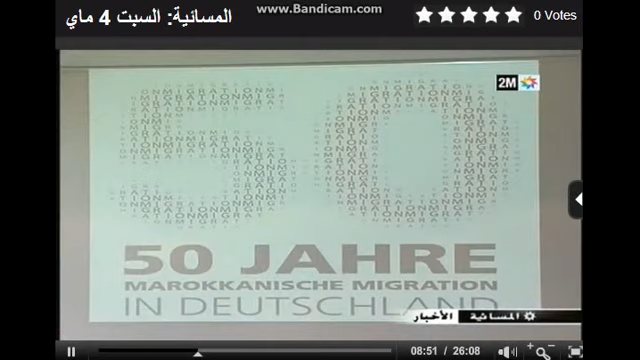 www.Bandicam.com
المسائية: السبت 4 ماي
0 Votes
2M
50
50 JAHRE
MAROKKANISCHE MIGRATION
IN DEUTSCHLAND
المسائية الأخبار
08:51 / 26:08